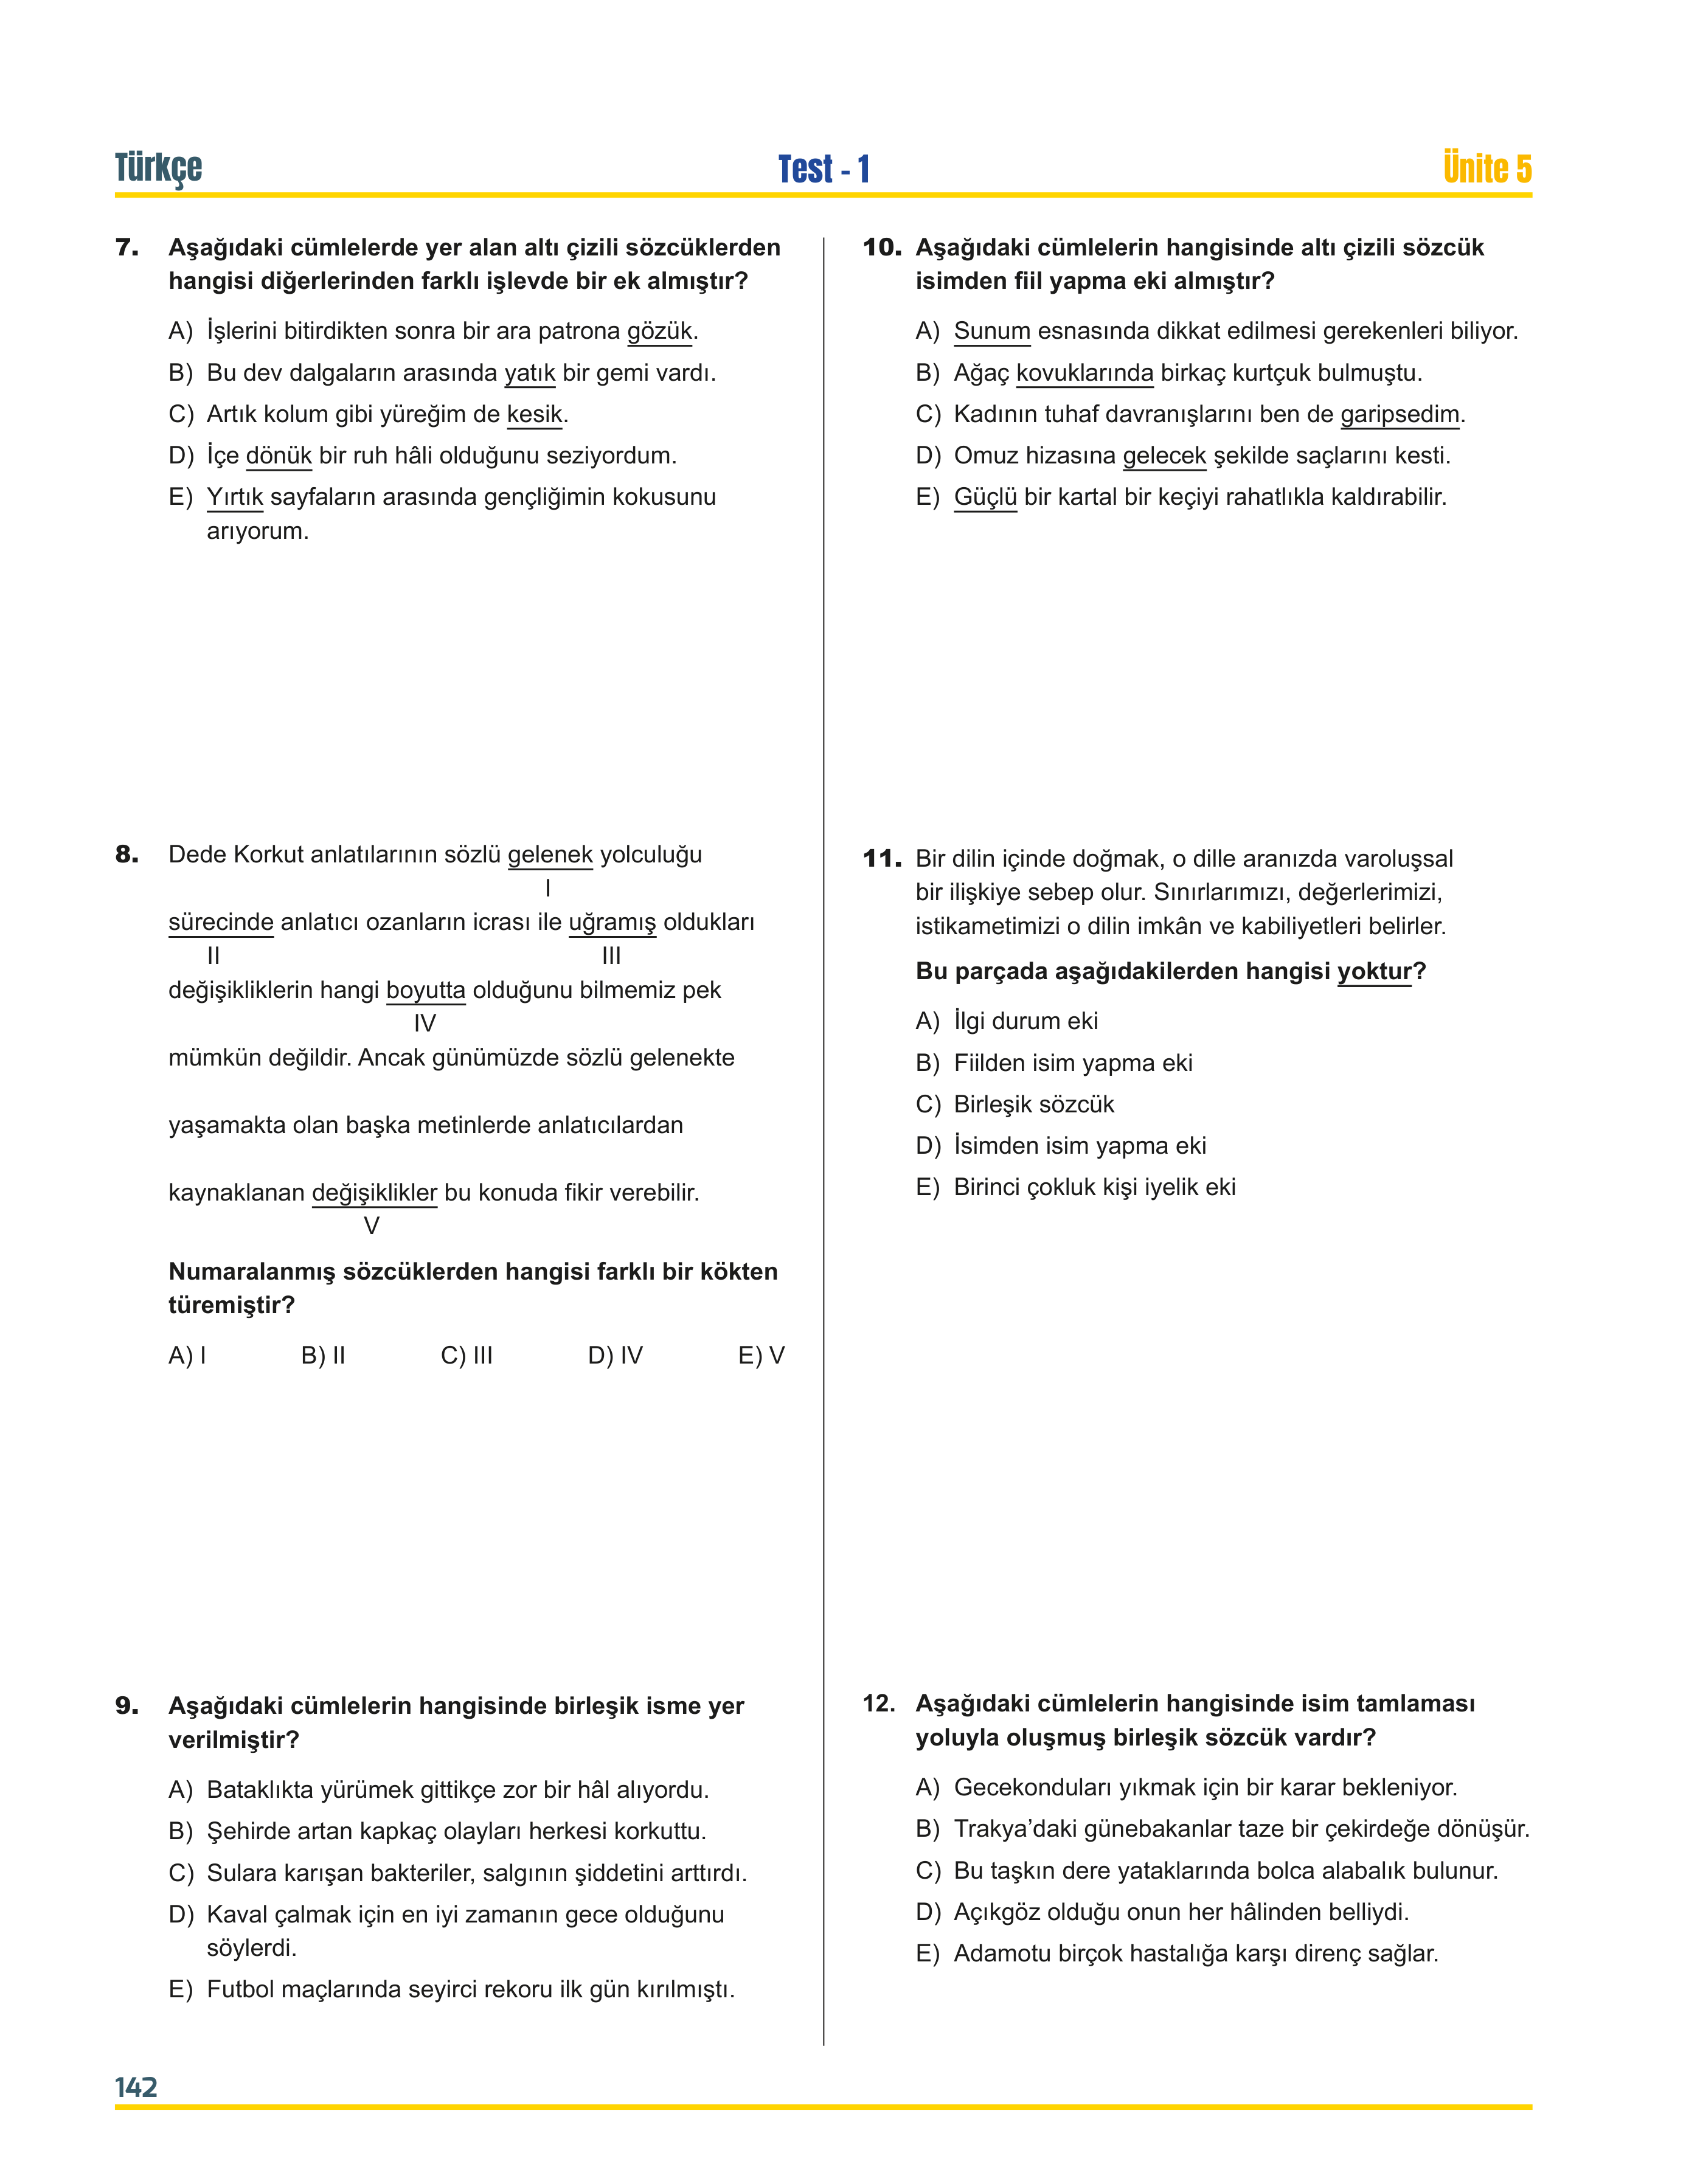 Türkçe
Test - 1
Ünite 5
7. Aşağıdaki cümlelerde yer alan altı çizili sözcüklerden
hangisi diğerlerinden farklı işlevde bir ek almıştır?
A) İşlerini bitirdikten sonra bir ara patrona gözük.
B) Bu dev dalgaların arasında yatık bir gemi vardı.
C) Artık kolum gibi yüreğim de kesik.
D) İçe dönük bir ruh hâli olduğunu seziyordum.
E) Yırtık sayfaların arasında gençliğimin kokusunu
arıyorum.
8. Dede Korkut anlatılarının sözlü gelenek yolculuğu
I
sürecinde anlatıcı ozanların icrası ile uğramış oldukları
II III
değişikliklerin hangi boyutta olduğunu bilmemiz pek
IV
mümkün değildir. Ancak günümüzde sözlü gelenekte
yaşamakta olan başka metinlerde anlatıcılardan
kaynaklanan değişiklikler bu konuda fikir verebilir.
V
Numaralanmış sözcüklerden hangisi farklı bir kökten
türemiştir?
A) I B) II C) III D) IV E) V
9. Aşağıdaki cümlelerin hangisinde birleşik isme yer
verilmiştir?
A) Bataklıkta yürümek gittikçe zor bir hâl alıyordu.
B) Şehirde artan kapkaç olayları herkesi korkuttu.
C) Sulara karışan bakteriler, salgının şiddetini arttırdı.
D) Kaval çalmak için en iyi zamanın gece olduğunu
söylerdi.
E) Futbol maçlarında seyirci rekoru ilk gün kırılmıştı.
10. Aşağıdaki cümlelerin hangisinde altı çizili sözcük
isimden fiil yapma eki almıştır?
A) Sunum esnasında dikkat edilmesi gerekenleri biliyor.
B) Ağaç kovuklarında birkaç kurtçuk bulmuştu.
C) Kadının tuhaf davranışlarını ben de garipsedim.
D) Omuz hizasına gelecek şekilde saçlarını kesti.
E) Güçlü bir kartal bir keçiyi rahatlıkla kaldırabilir.
11. Bir dilin içinde doğmak, o dille aranızda varoluşsal
bir ilişkiye sebep olur. Sınırlarımızı, değerlerimizi,
istikametimizi o dilin imkân ve kabiliyetleri belirler.
Bu parçada aşağıdakilerden hangisi yoktur?
A) İlgi durum eki
B) Fiilden isim yapma eki
C) Birleşik sözcük
D) İsimden isim yapma eki
E) Birinci çokluk kişi iyelik eki
12. Aşağıdaki cümlelerin hangisinde isim tamlaması
yoluyla oluşmuş birleşik sözcük vardır?
A) Gecekonduları yıkmak için bir karar bekleniyor.
B) Trakya’daki günebakanlar taze bir çekirdeğe dönüşür.
C) Bu taşkın dere yataklarında bolca alabalık bulunur.
D) Açıkgöz olduğu onun her hâlinden belliydi.
E) Adamotu birçok hastalığa karşı direnç sağlar.
142